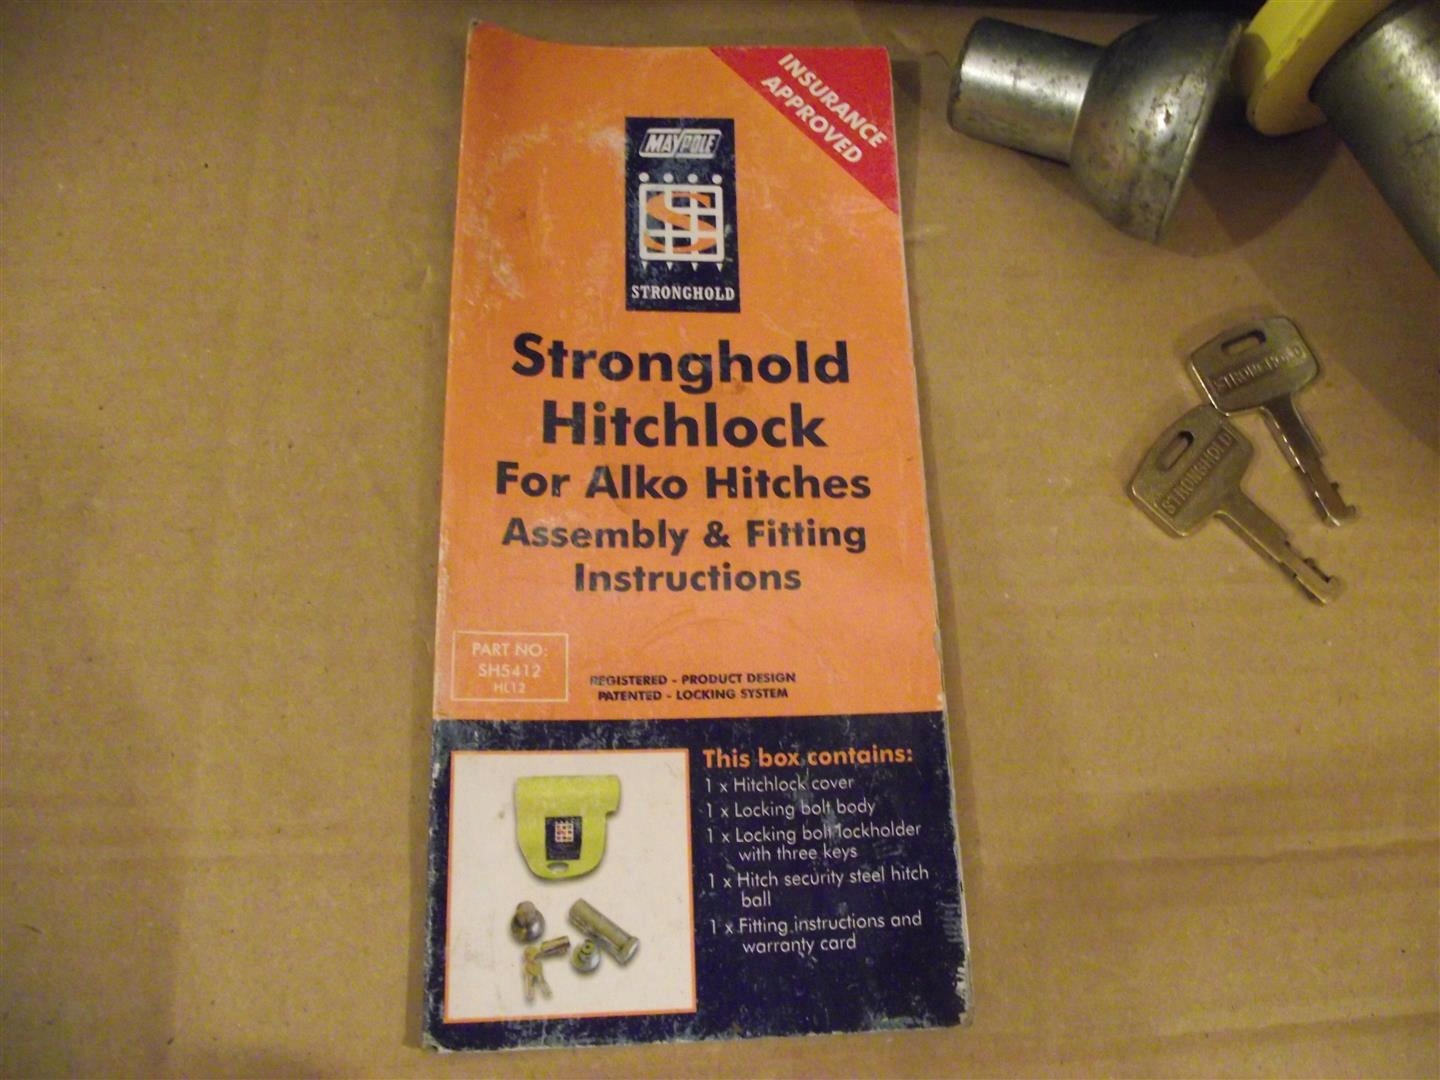 INSURANCE
APPROVED
MAYPOLE
S
STRONGHOLD
Stronghold
Hitchlock
For Alko Hitches
Assembly & Fitting
Instructions
PART NO:
SH5412
HL12
REGISTERED - PRODUCT DESIGN
PATENTED - LOCKING SYSTEM
This box contains:
1 x Hitchlock cover
1 x Locking bolt body
1 x Locking bolt lockholder
with three keys
1 x Hitch security steel hitch
ball
1 x Fitting instructions and
warranty card
STRONGHOLD
STRONGHOLD